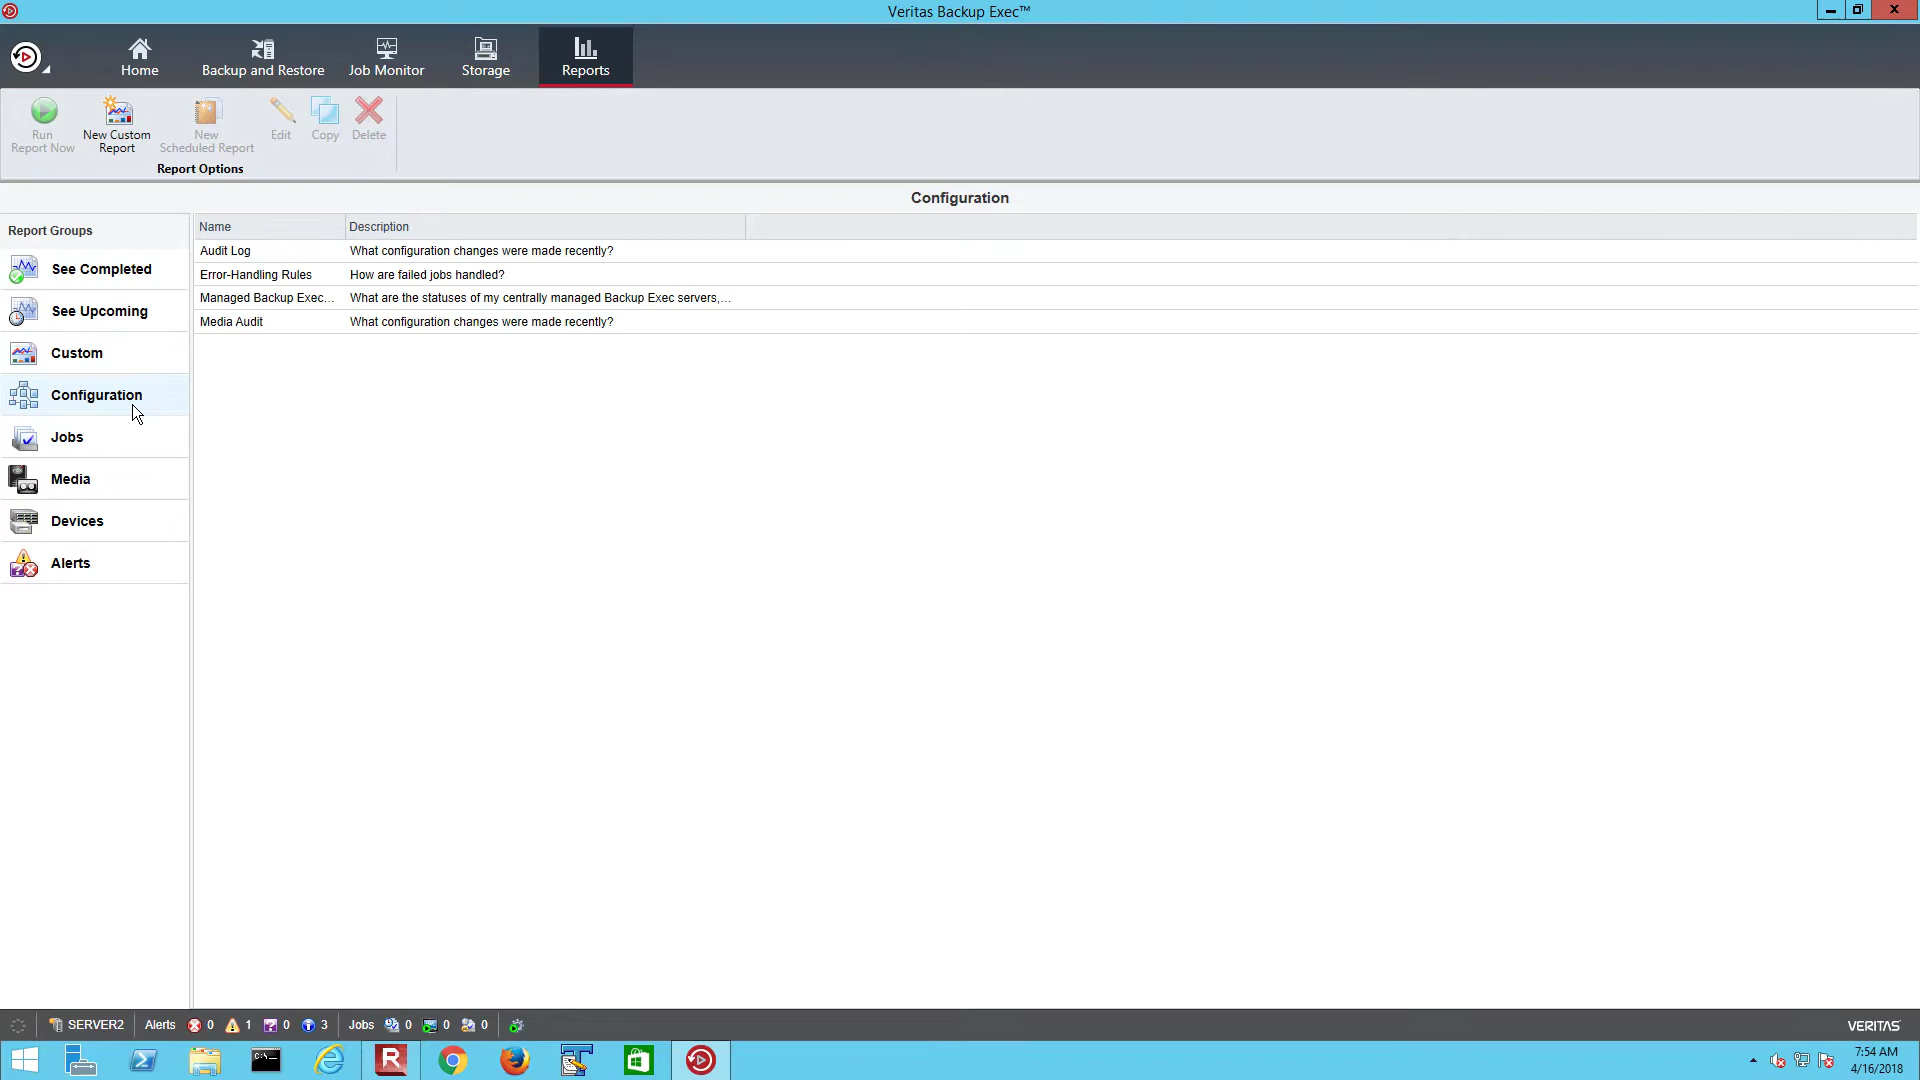 Veritas Backup Exec™
Home
Backup and Restore
Job Monitor
Storage
Reports
Run
Report Now
New Custom
Report
New
Scheduled Report
Edit
Copy
Delete
Report Options
Configuration
Report Groups
Name
Description
See Completed
Audit Log
What configuration changes were made recently?
Error-Handling Rules
How are failed jobs handled?
Managed Backup Exec...
What are the statuses of my centrally managed Backup Exec servers,...
See Upcoming
Media Audit
What configuration changes were made recently?
Custom
Configuration
Jobs
Media
Devices
Alerts
SERVER2
Alerts
0
1
0
3
Jobs
0
0
0
VERITAS
C:\_
R
7:54 AM
4/16/2018